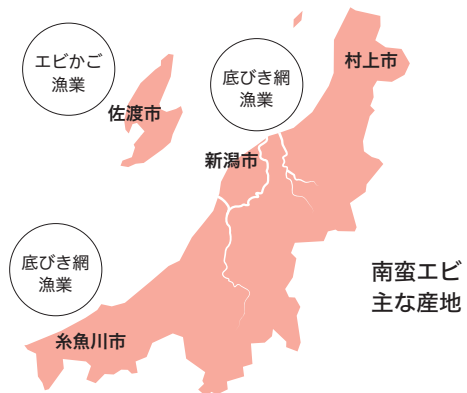 エビかご
漁業
佐渡市
底びき網
漁業
村上市
新潟市
底びき網
漁業
糸魚川市
南蛮エビ
主な産地